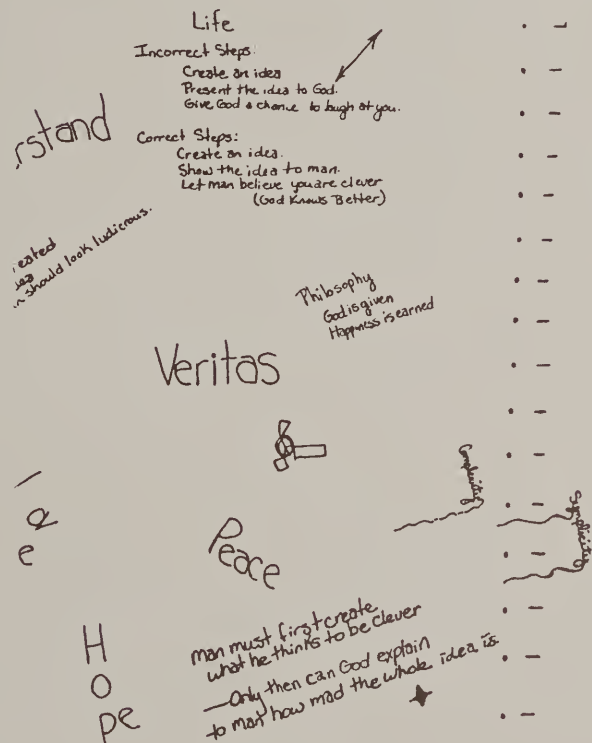 Life
Incorrect Steps:
Create an idea
Present the idea to God.
Give God a chance to laugh at you.
Correct Steps:
Create an idea.
Show the idea to man.
Let man believe you are clever
(God Knows Better)
rstand
eated
should look ludicrous.
Philosophy
God is given
Happiness is earned
Veritas
Complexity
Symplicity
e
Peace
H
o
pe
man must first create
what he thinks to be clever
—Only then can God explain
to man how mad the whole idea is.